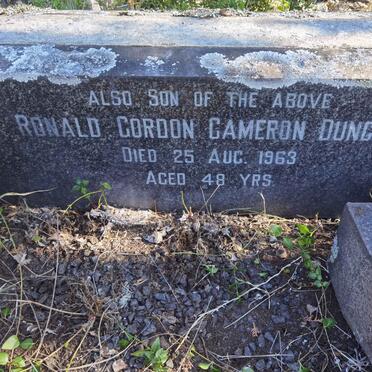 ALSO SON OF THE ABOVE
RONALD GORDON CAMERON DUNC
DIED 25 AUG. 1963
AGED 48 YRS